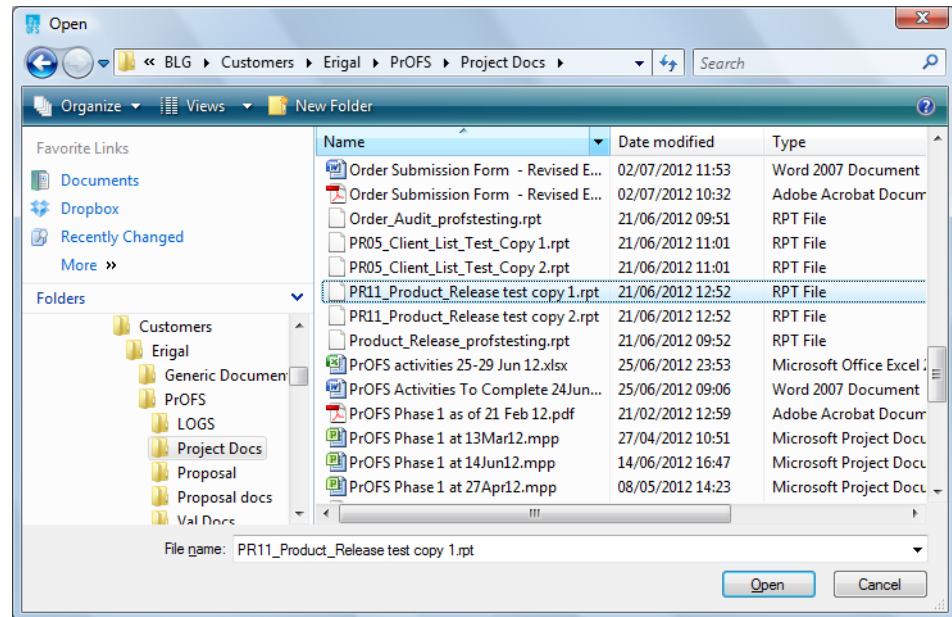 Open
« BLG ▸ Customers ▸ Erigal ▸ PrOFS ▸ Project Docs ▸ Search
Organize Views New Folder
Favorite Links
Documents
Dropbox
Recently Changed
More »
Folders
Customers
Erigal
Generic Documen
PrOFS
LOGS
Project Docs
Proposal
Proposal docs
Val Docs
Name Date modified Type
Order Submission Form - Revised E... 02/07/2012 11:53 Word 2007 Document
Order Submission Form - Revised E... 02/07/2012 10:32 Adobe Acrobat Docum
Order_Audit_profstesting.rpt 21/06/2012 09:51 RPT File
PR05_Client_List_Test_Copy 1.rpt 21/06/2012 11:01 RPT File
PR05_Client_List_Test_Copy 2.rpt 21/06/2012 11:01 RPT File
PR11_Product_Release test copy 1.rpt 21/06/2012 12:52 RPT File
PR11_Product_Release test copy 2.rpt 21/06/2012 12:52 RPT File
Product_Release_profstesting.rpt 21/06/2012 09:52 RPT File
PrOFS activities 25-29 Jun 12.xlsx 25/06/2012 23:53 Microsoft Office Excel
PrOFS Activities To Complete 24Jun... 25/06/2012 09:06 Word 2007 Document
PrOFS Phase 1 as of 21 Feb 12.pdf 21/02/2012 12:59 Adobe Acrobat Docum
PrOFS Phase 1 at 13Mar12.mpp 27/04/2012 10:51 Microsoft Project Docu
PrOFS Phase 1 at 14Jun12.mpp 14/06/2012 16:47 Microsoft Project Docu
PrOFS Phase 1 at 27Apr12.mpp 08/05/2012 14:23 Microsoft Project Docu
File name: PR11_Product_Release test copy 1.rpt
Open Cancel